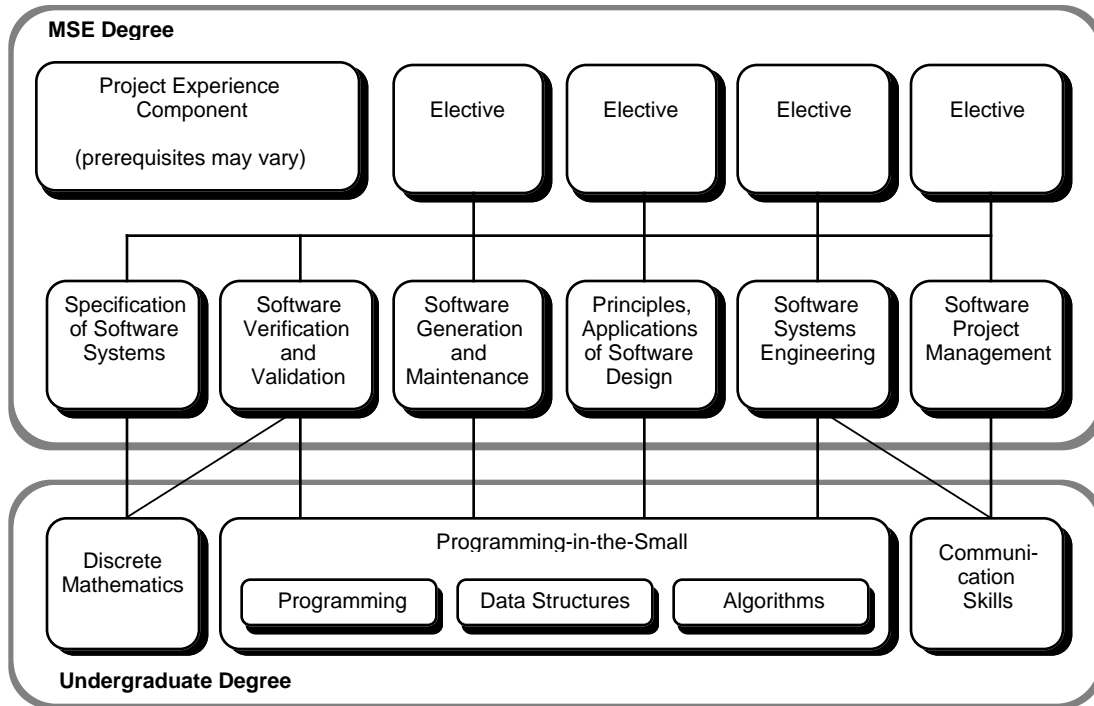 MSE Degree
Project Experience
Component
(prerequisites may vary)
Elective
Elective
Elective
Elective
Specification
of Software
Systems
Software
Verification
and
Validation
Software
Generation
and
Maintenance
Principles,
Applications
of Software
Design
Software
Systems
Engineering
Software
Project
Management
Discrete
Mathematics
Programming-in-the-Small
Programming
Data Structures
Algorithms
Communi-
cation
Skills
Undergraduate Degree